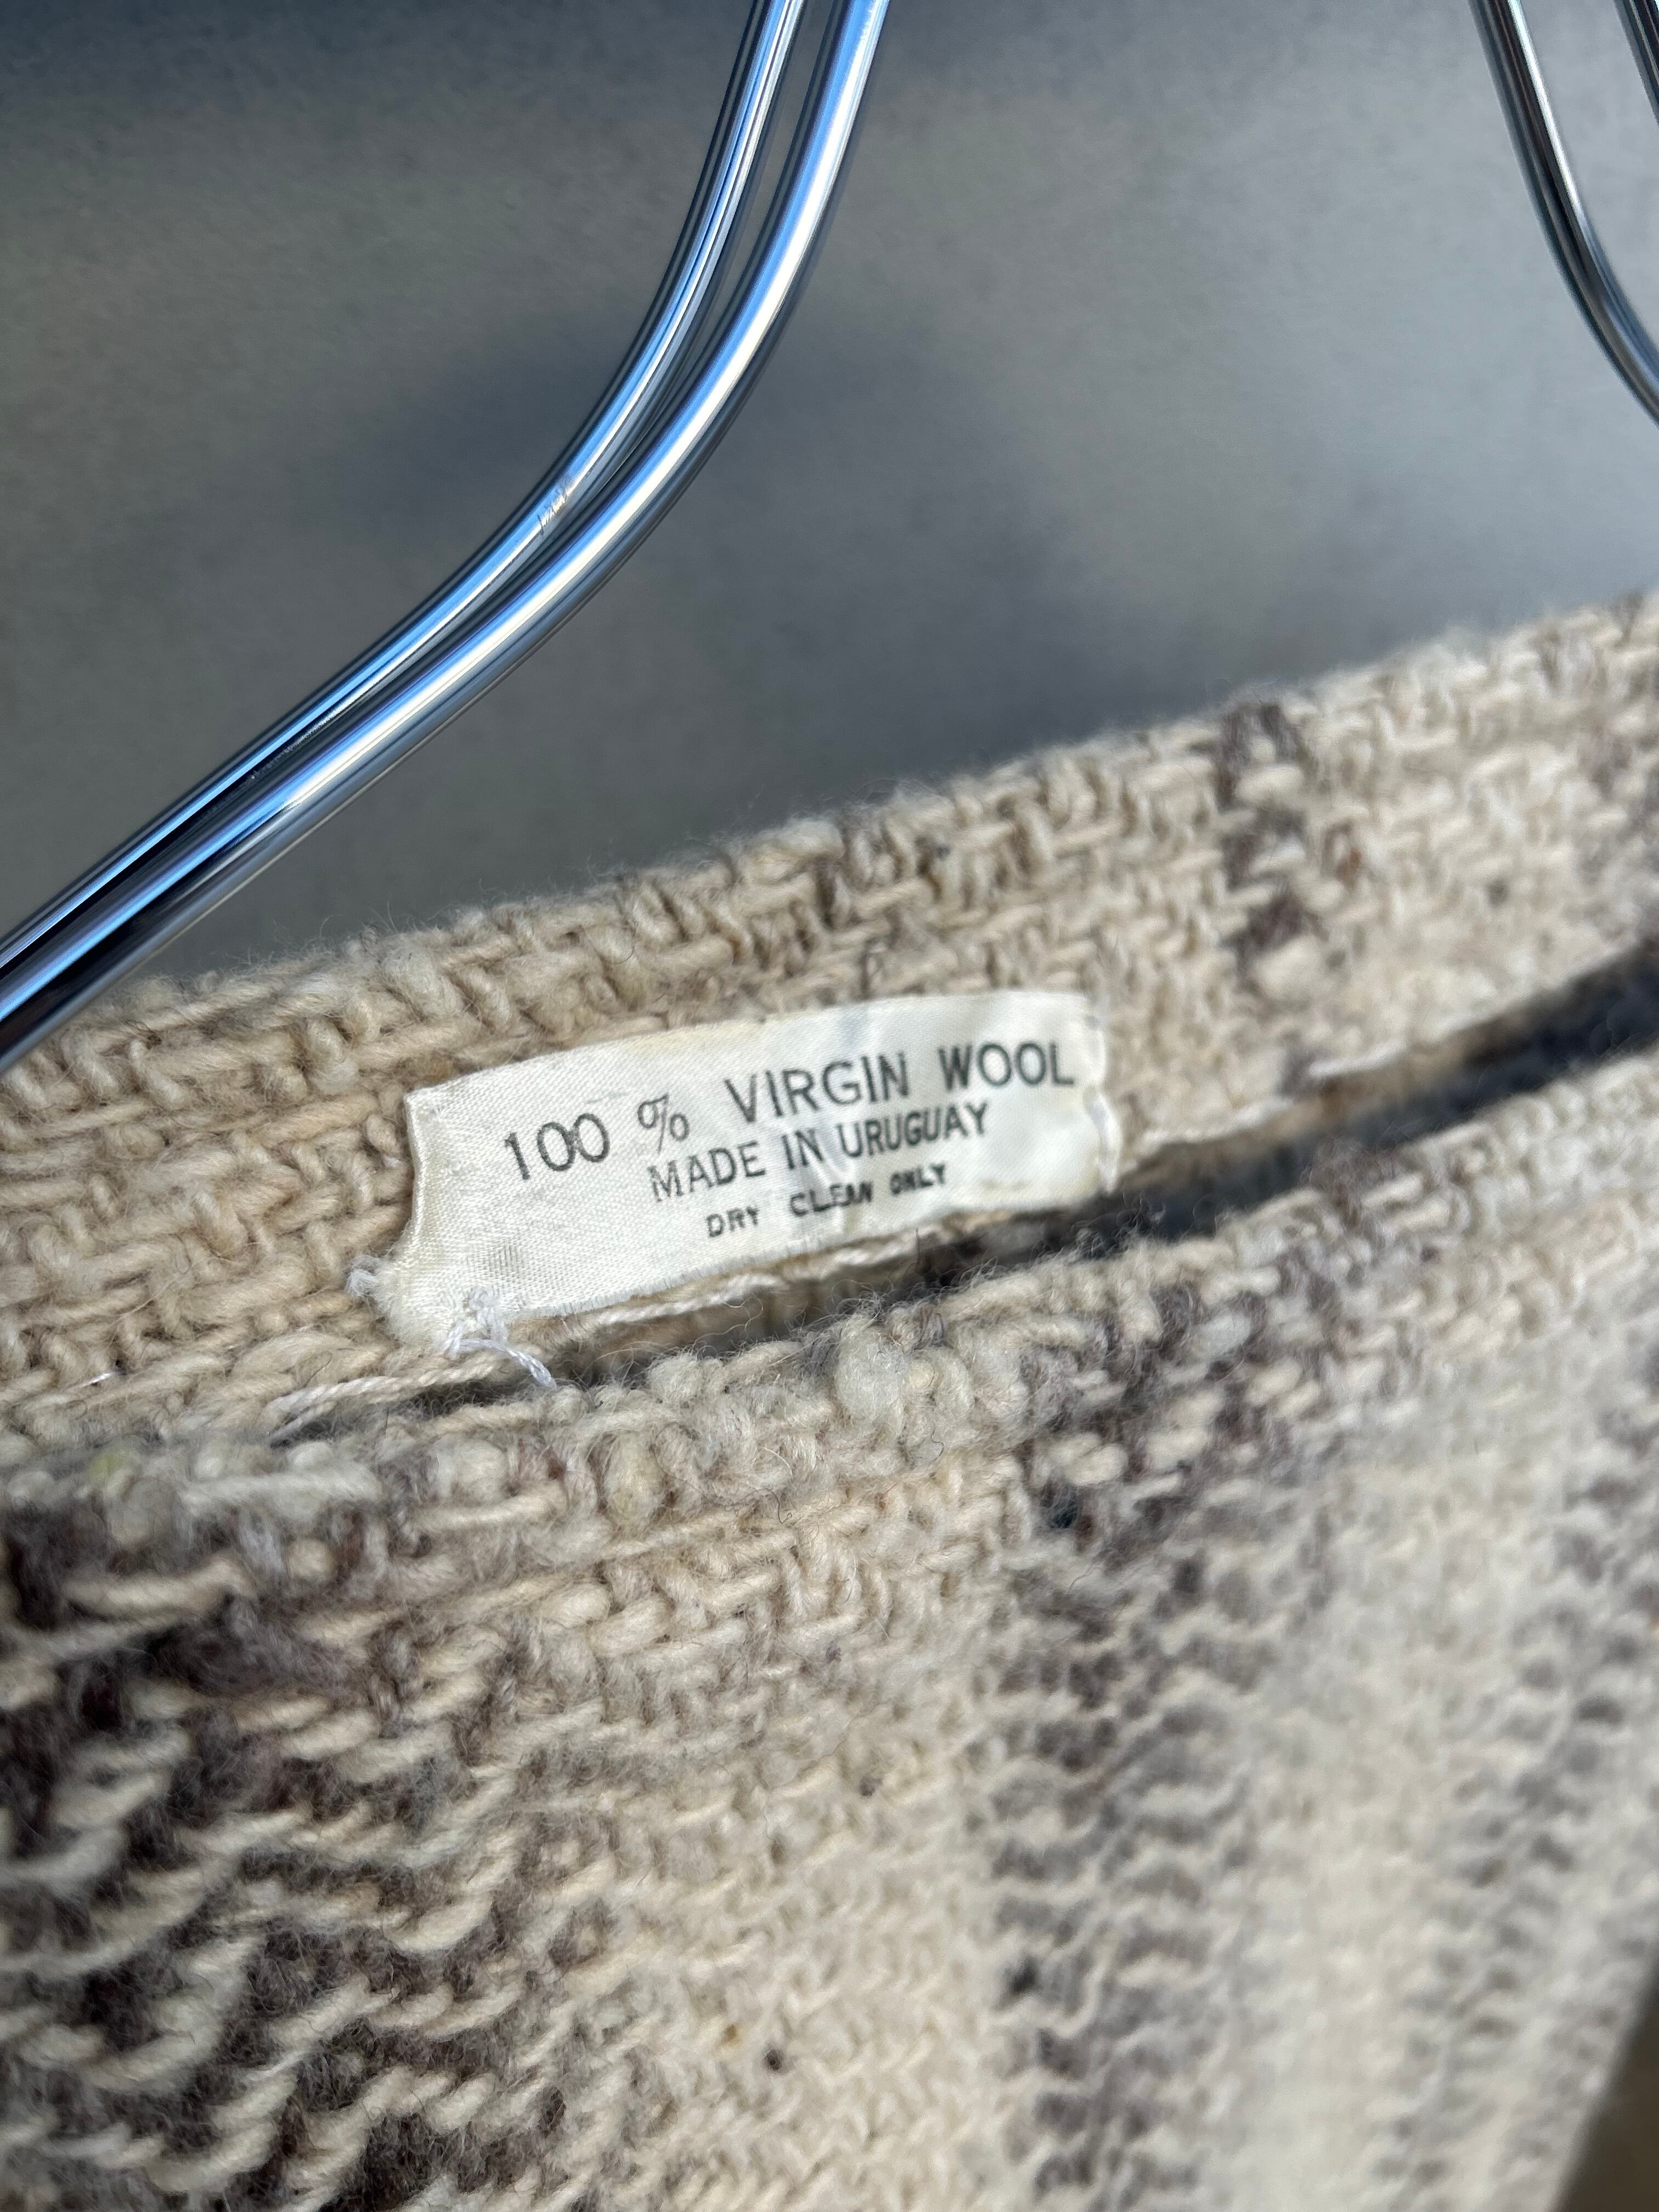 100 % VIRGIN WOOL
MADE IN URUGUAY
DRY CLEAN ONLY